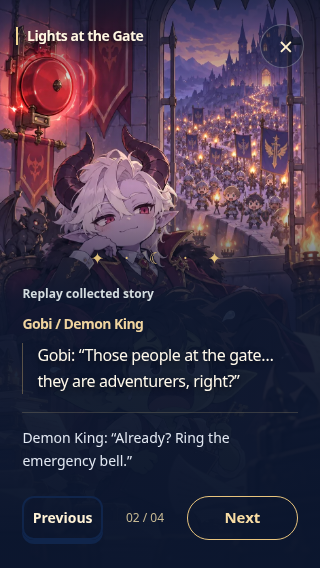 Lights at the Gate
Replay collected story
Gobi / Demon King
Gobi: “Those people at the gate...
they are adventurers, right?”
Demon King: “Already? Ring the
emergency bell.”
Previous
02 / 04
Next